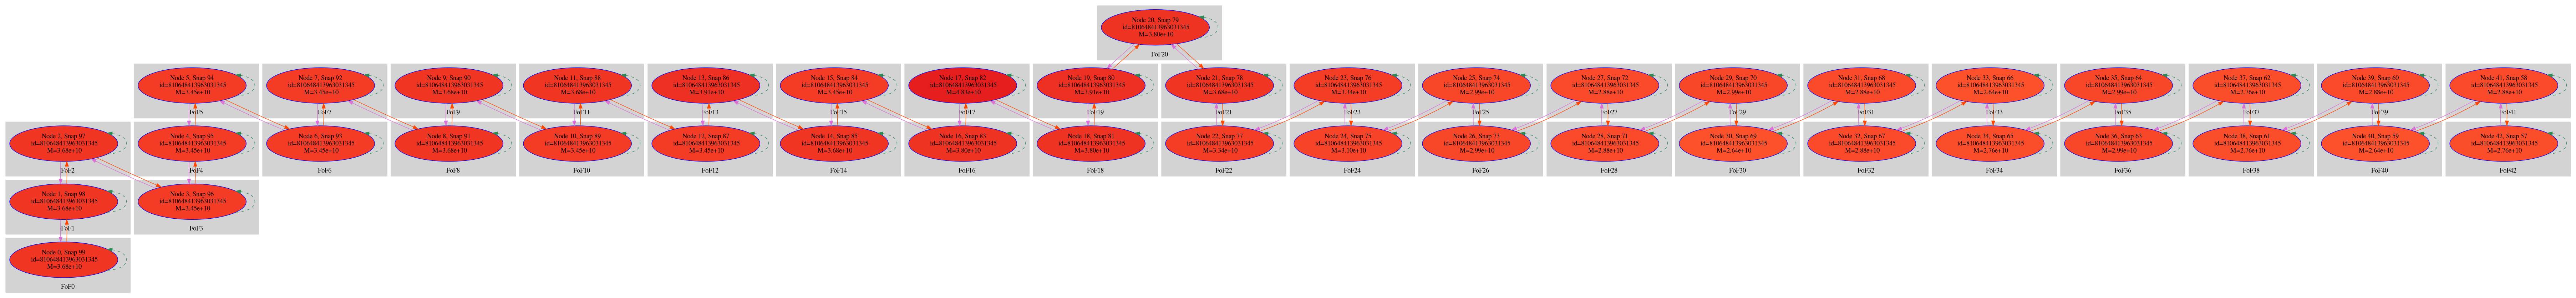 Node 20, Snap 79
id=810648413963031345
M=3.80e+10
FoF20
Node 5, Snap 94
id=810648413963031345
M=3.45e+10
FoF5
Node 7, Snap 92
id=810648413963031345
M=3.45e+10
FoF7
Node 9, Snap 90
id=810648413963031345
M=3.68e+10
FoF9
Node 11, Snap 88
id=810648413963031345
M=3.68e+10
FoF11
Node 13, Snap 86
id=810648413963031345
M=3.91e+10
FoF13
Node 15, Snap 84
id=810648413963031345
M=3.45e+10
FoF15
Node 17, Snap 82
id=810648413963031345
M=4.83e+10
FoF17
Node 19, Snap 80
id=810648413963031345
M=3.91e+10
FoF19
Node 21, Snap 78
id=810648413963031345
M=3.68e+10
FoF21
Node 23, Snap 76
id=810648413963031345
M=3.34e+10
FoF23
Node 25, Snap 74
id=810648413963031345
M=2.99e+10
FoF25
Node 27, Snap 72
id=810648413963031345
M=2.88e+10
FoF27
Node 29, Snap 70
id=810648413963031345
M=2.99e+10
FoF29
Node 31, Snap 68
id=810648413963031345
M=2.88e+10
FoF31
Node 33, Snap 66
id=810648413963031345
M=2.64e+10
FoF33
Node 35, Snap 64
id=810648413963031345
M=2.99e+10
FoF35
Node 37, Snap 62
id=810648413963031345
M=2.76e+10
FoF37
Node 39, Snap 60
id=810648413963031345
M=2.88e+10
FoF39
Node 41, Snap 58
id=810648413963031345
M=2.88e+10
FoF41
Node 2, Snap 97
id=810648413963031345
M=3.68e+10
FoF2
Node 4, Snap 95
id=810648413963031345
M=3.45e+10
FoF4
Node 6, Snap 93
id=810648413963031345
M=3.45e+10
FoF6
Node 8, Snap 91
id=810648413963031345
M=3.68e+10
FoF8
Node 10, Snap 89
id=810648413963031345
M=3.45e+10
FoF10
Node 12, Snap 87
id=810648413963031345
M=3.45e+10
FoF12
Node 14, Snap 85
id=810648413963031345
M=3.68e+10
FoF14
Node 16, Snap 83
id=810648413963031345
M=3.80e+10
FoF16
Node 18, Snap 81
id=810648413963031345
M=3.80e+10
FoF18
Node 22, Snap 77
id=810648413963031345
M=3.34e+10
FoF22
Node 24, Snap 75
id=810648413963031345
M=3.10e+10
FoF24
Node 26, Snap 73
id=810648413963031345
M=2.99e+10
FoF26
Node 28, Snap 71
id=810648413963031345
M=2.88e+10
FoF28
Node 30, Snap 69
id=810648413963031345
M=2.64e+10
FoF30
Node 32, Snap 67
id=810648413963031345
M=2.88e+10
FoF32
Node 34, Snap 65
id=810648413963031345
M=2.76e+10
FoF34
Node 36, Snap 63
id=810648413963031345
M=2.99e+10
FoF36
Node 38, Snap 61
id=810648413963031345
M=2.76e+10
FoF38
Node 40, Snap 59
id=810648413963031345
M=2.64e+10
FoF40
Node 42, Snap 57
id=810648413963031345
M=2.76e+10
FoF42
Node 1, Snap 98
id=810648413963031345
M=3.68e+10
FoF1
Node 3, Snap 96
id=810648413963031345
M=3.45e+10
FoF3
Node 0, Snap 99
id=810648413963031345
M=3.68e+10
FoF0